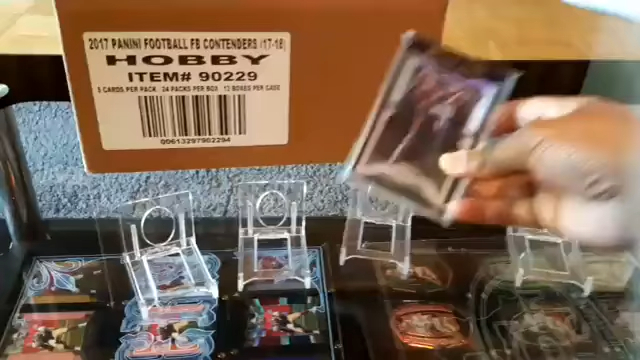 2017 PANINI FOOTBALL FB CONTENDERS (17-18)
HOBBY
ITEM# 90229
5 CARDS PER PACK 24 PACKS PER BOX 12 BOXES PER CASE
00613297902294